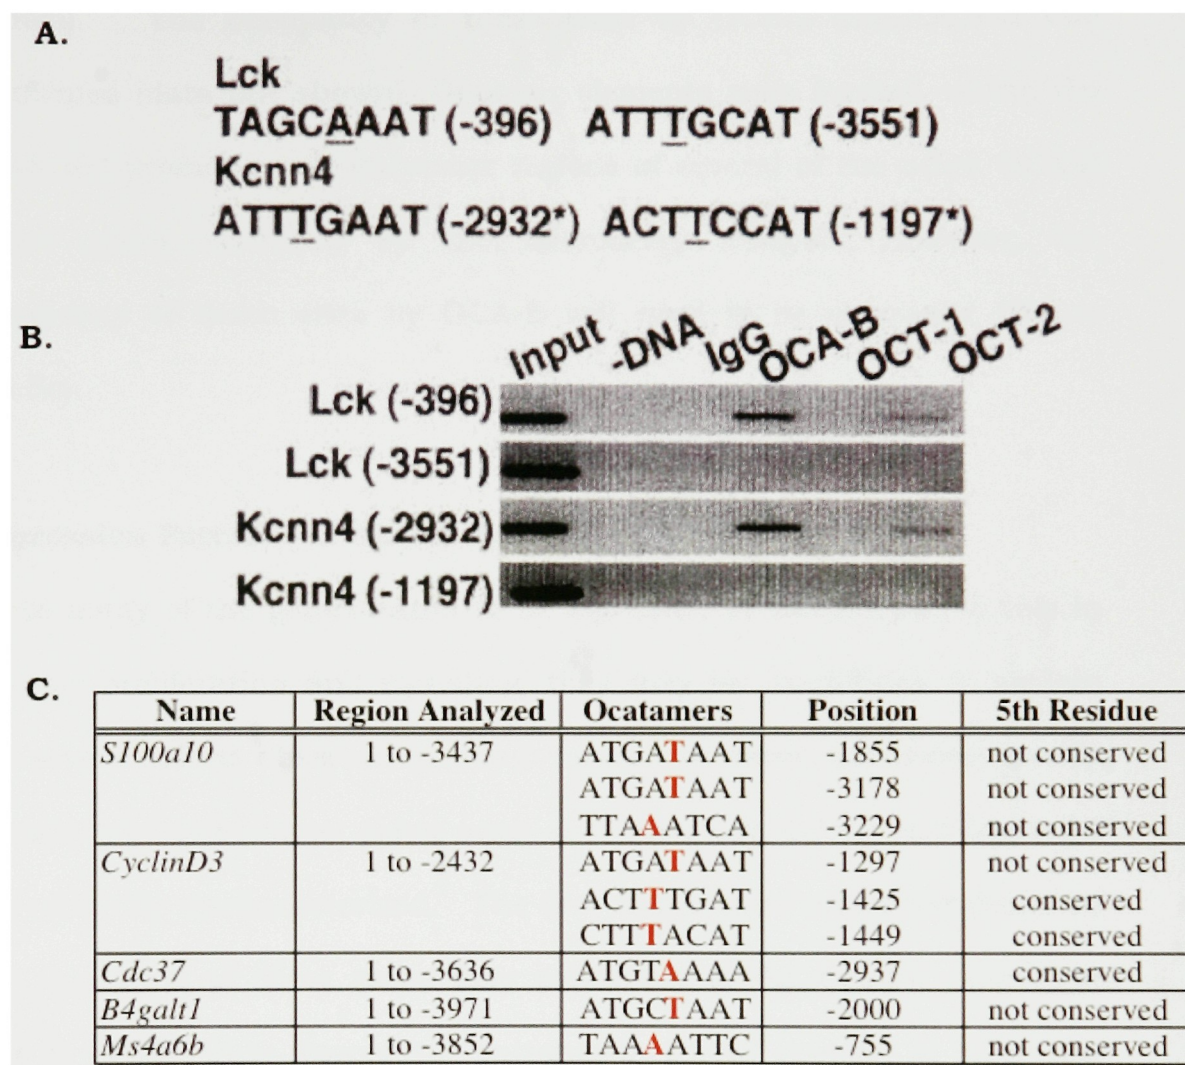 A.
Lck
TAGCAAAT (-396) ATTTGCAT (-3551)
Kcnn4
ATTTGAAT (-2932*) ACTTCCAT (-1197*)
B.
Input -DNA IgG OCA-B OCT-1 OCT-2
Lck (-396)
Lck (-3551)
Kcnn4 (-2932)
Kcnn4 (-1197)
C.
Name Region Analyzed Ocatamers Position 5th Residue
S100a10 1 to -3437 ATGATAAT -1855 not conserved
ATGATAAT -3178 not conserved
TTAAATCA -3229 not conserved
CyclinD3 1 to -2432 ATGATAAT -1297 not conserved
ACTTTGAT -1425 conserved
CTTTACAT -1449 conserved
Cdc37 1 to -3636 ATGTAAAA -2937 conserved
B4galt1 1 to -3971 ATGCTAAT -2000 not conserved
Ms4a6b 1 to -3852 TAAAATTC -755 not conserved